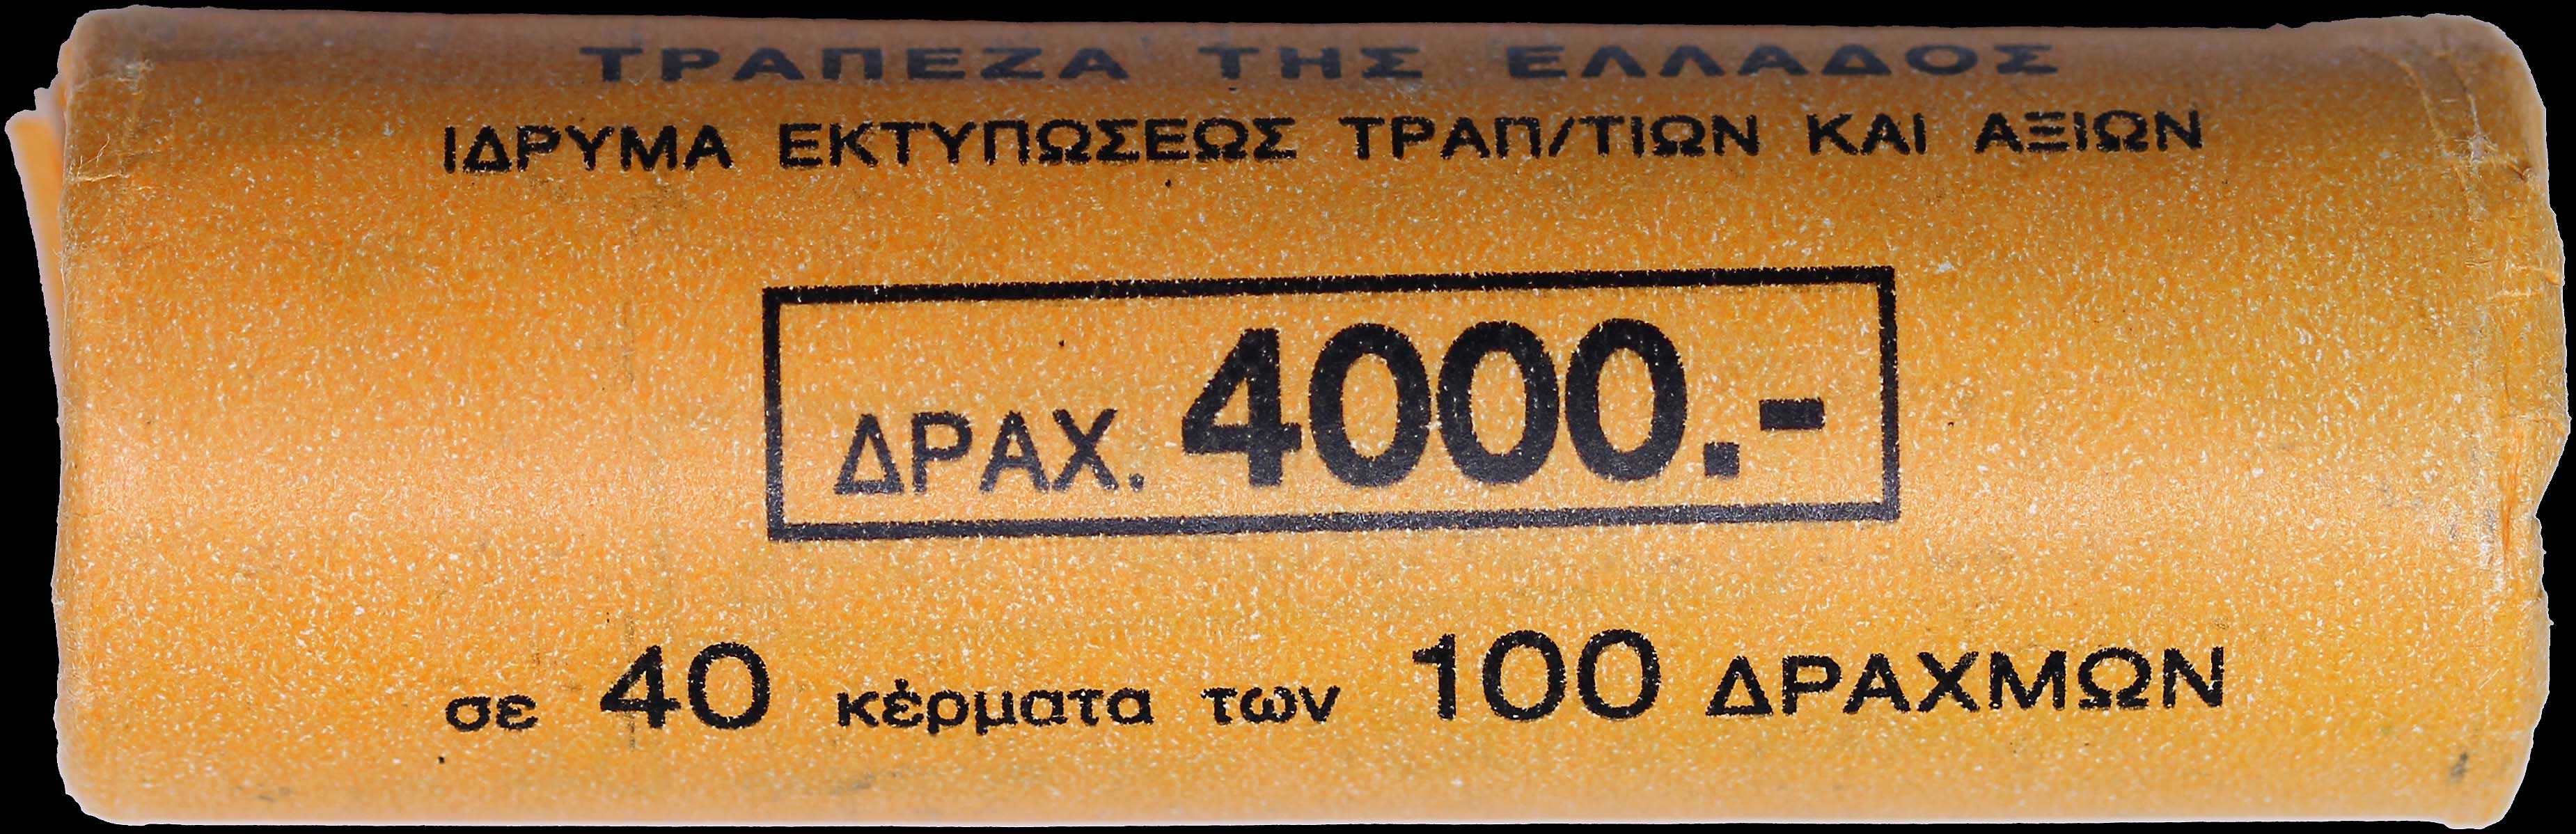 ΤΡΑΠΕΖΑ ΤΗΣ ΕΛΛΑΔΟΣ
ΙΔΡΥΜΑ ΕΚΤΥΠΩΣΕΩΣ ΤΡΑΠ/ΤΙΩΝ ΚΑΙ ΑΞΙΩΝ
ΔΡΑΧ. 4000.-
σε 40 κέρματα των 100 ΔΡΑΧΜΩΝ